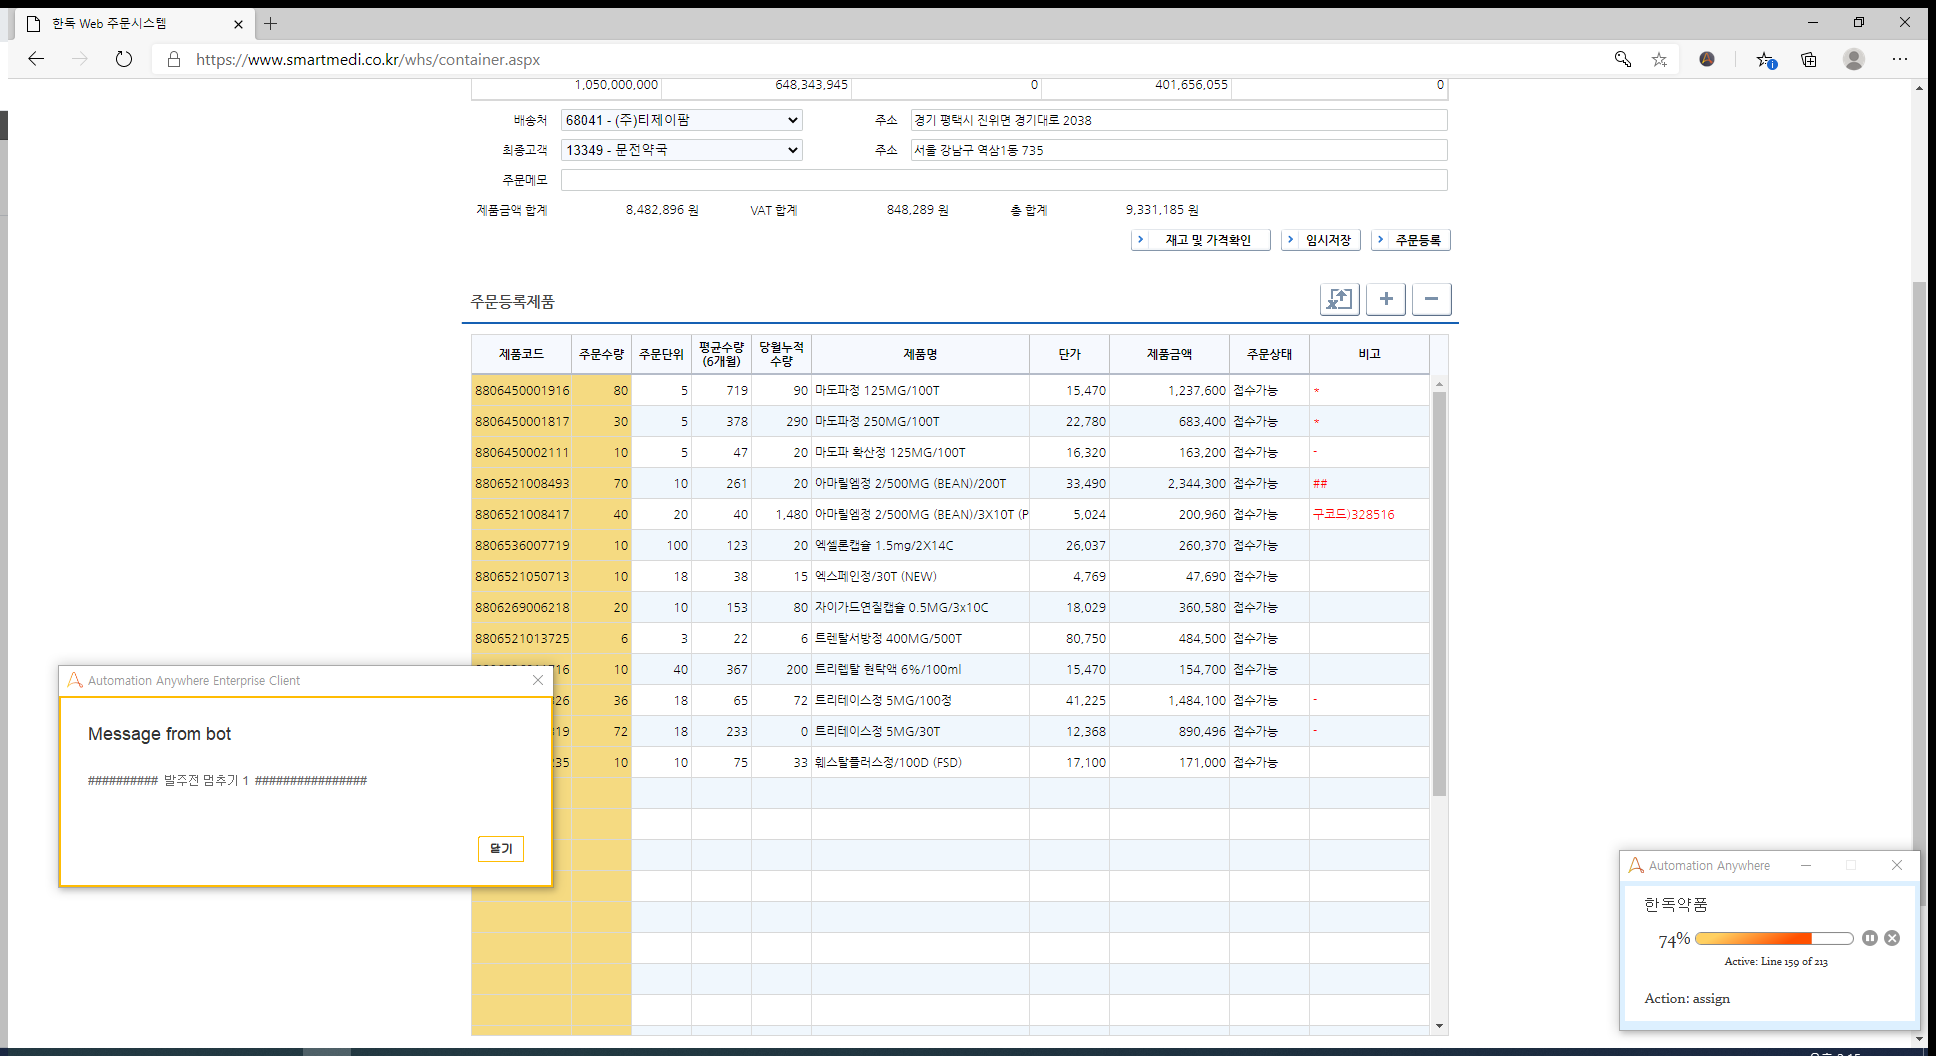 한독 Web 주문시스템
https://www.smartmedi.co.kr/whs/container.aspx
1,050,000,000 648,343,945 0 401,656,055 0
배송처 68041 - (주)티제이팜 주소 경기 평택시 진위면 경기대로 2038
최종고객 13349 - 문전약국 주소 서울 강남구 역삼1동 735
주문메모
제품금액 합계 8,482,896 원 VAT 합계 848,289 원 총 합계 9,331,185 원
재고 및 가격확인 임시저장 주문등록
주문등록제품
제품코드 주문수량 주문단위 평균수량 (6개월) 당월누적 수량 제품명 단가 제품금액 주문상태 비고
8806450001916 80 5 719 90 마도파정 125MG/100T 15,470 1,237,600 접수가능 *
8806450001817 30 5 378 290 마도파정 250MG/100T 22,780 683,400 접수가능 *
8806450002111 10 5 47 20 마도파 확산정 125MG/100T 16,320 163,200 접수가능 -
8806521008493 70 10 261 20 아마릴엠정 2/500MG (BEAN)/200T 33,490 2,344,300 접수가능 ##
8806521008417 40 20 40 1,480 아마릴엠정 2/500MG (BEAN)/3X10T (P 5,024 200,960 접수가능 구코드)328516
8806536007719 10 100 123 20 엑셀론캡슐 1.5mg/2X14C 26,037 260,370 접수가능
8806521050713 10 18 38 15 엑스페인정/30T (NEW) 4,769 47,690 접수가능
8806269006218 20 10 153 80 자이가드연질캡슐 0.5MG/3x10C 18,029 360,580 접수가능
8806521013725 6 3 22 6 트렌탈서방정 400MG/500T 80,750 484,500 접수가능
16 10 40 367 200 트리렙탈 현탁액 6%/100ml 15,470 154,700 접수가능
26 36 18 65 72 트리테이스정 5MG/100정 41,225 1,484,100 접수가능 -
19 72 18 233 0 트리테이스정 5MG/30T 12,368 890,496 접수가능 -
35 10 10 75 33 훼스탈플러스정/100D (FSD) 17,100 171,000 접수가능
Automation Anywhere Enterprise Client
Message from bot
########## 발주전 멈추기 1 ################
닫기
Automation Anywhere
한독약품
74%
Active: Line 159 of 213
Action: assign